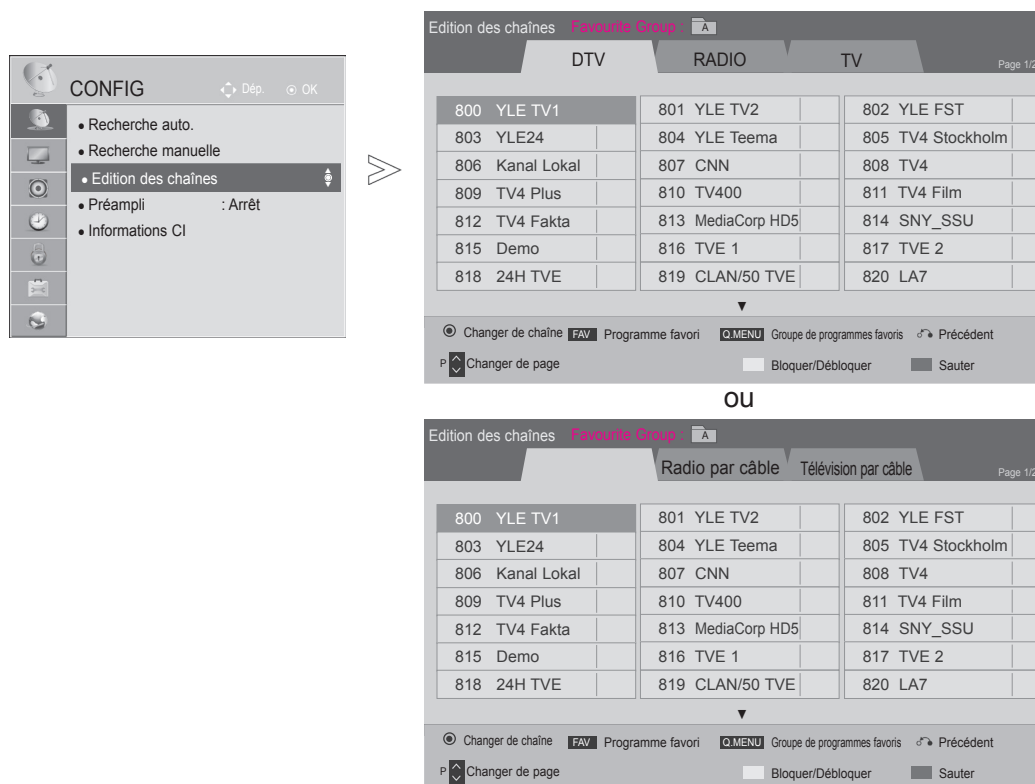 CONFIG
Dép. OK
• Recherche auto.
• Recherche manuelle
• Edition des chaînes
• Préampli : Arrêt
• Informations CI
Edition des chaînes Favourite Group : A
DTV RADIO TV Page 1/2
800 YLE TV1 801 YLE TV2 802 YLE FST
803 YLE24 804 YLE Teema 805 TV4 Stockholm
806 Kanal Lokal 807 CNN 808 TV4
809 TV4 Plus 810 TV400 811 TV4 Film
812 TV4 Fakta 813 MediaCorp HD5 814 SNY_SSU
815 Demo 816 TVE 1 817 TVE 2
818 24H TVE 819 CLAN/50 TVE 820 LA7
Changer de chaîne FAV Programme favori Q.MENU Groupe de programmes favoris Précédent
P Changer de page Bloquer/Débloquer Sauter
ou
Edition des chaînes Favourite Group : A
Radio par câble Télévision par câble Page 1/2
800 YLE TV1 801 YLE TV2 802 YLE FST
803 YLE24 804 YLE Teema 805 TV4 Stockholm
806 Kanal Lokal 807 CNN 808 TV4
809 TV4 Plus 810 TV400 811 TV4 Film
812 TV4 Fakta 813 MediaCorp HD5 814 SNY_SSU
815 Demo 816 TVE 1 817 TVE 2
818 24H TVE 819 CLAN/50 TVE 820 LA7
Changer de chaîne FAV Programme favori Q.MENU Groupe de programmes favoris Précédent
P Changer de page Bloquer/Débloquer Sauter